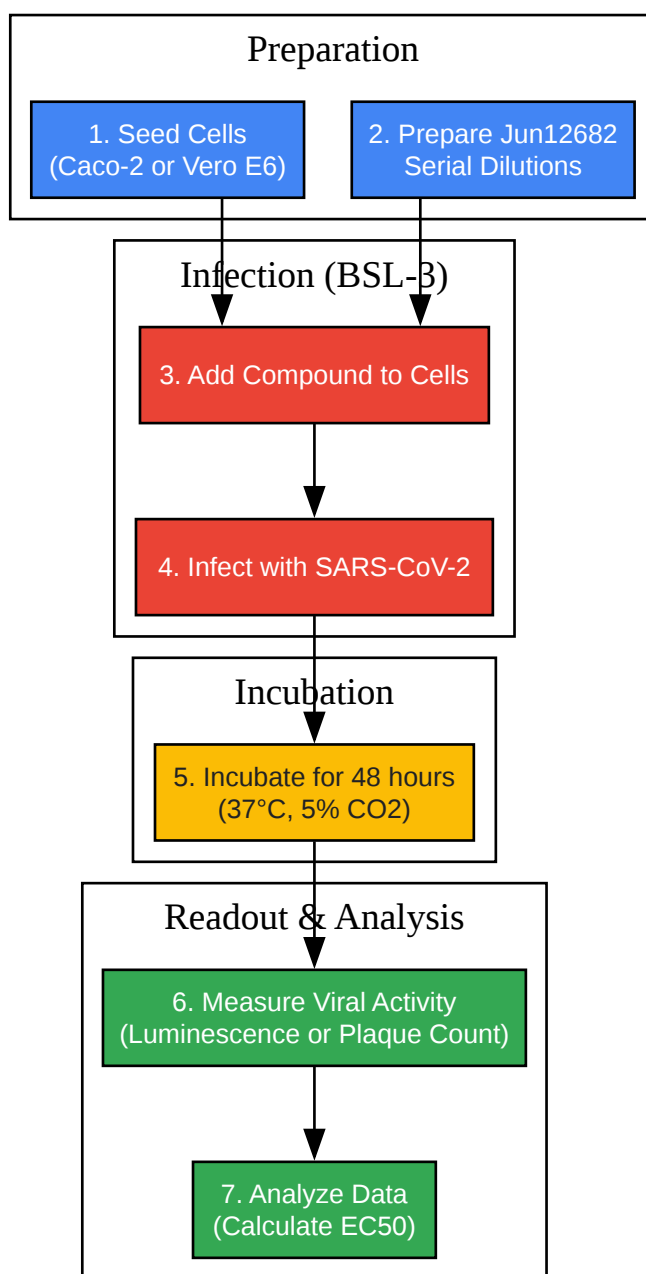 Preparation
1. Seed Cells
(Caco-2 or Vero E6)
2. Prepare Jun12682
Serial Dilutions
Infection (BSL-3)
3. Add Compound to Cells
4. Infect with SARS-CoV-2
Incubation
5. Incubate for 48 hours
(37°C, 5% CO2)
Readout & Analysis
6. Measure Viral Activity
(Luminescence or Plaque Count)
7. Analyze Data
(Calculate EC50)